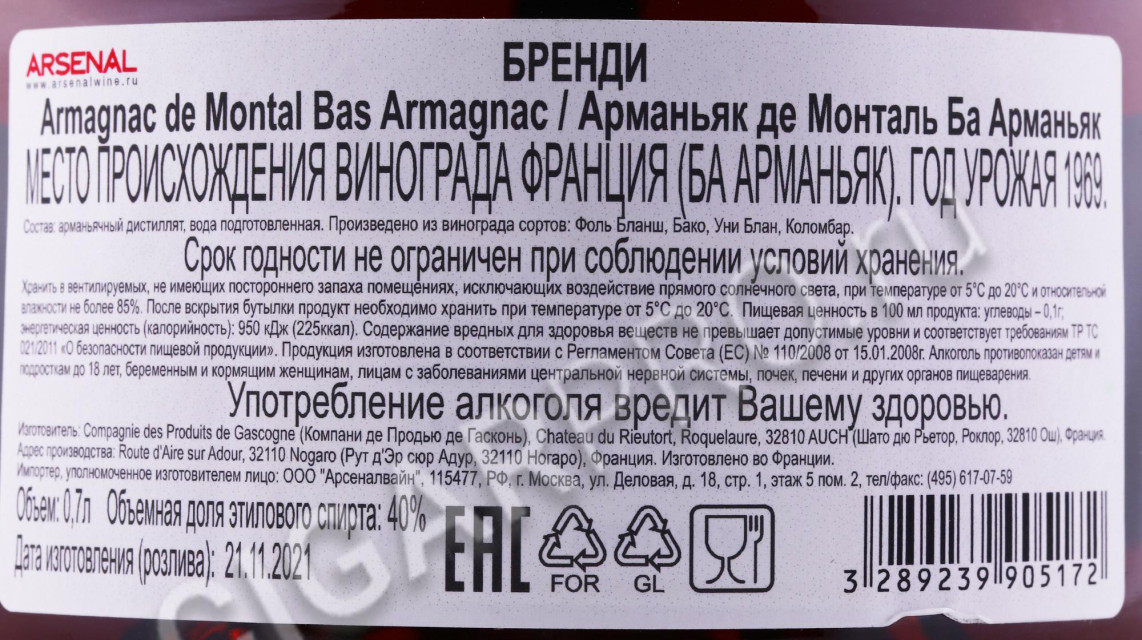 ARSENAL
www.arsenalwine.ru
БРЕНДИ
Armagnac de Montal Bas Armagnac / Арманьяк де Монталь Ба Арманьяк
МЕСТО ПРОИСХОЖДЕНИЯ ВИНОГРАДА ФРАНЦИЯ (БА АРМАНЬЯК). ГОД УРОЖАЯ 1969.
Состав: арманьячный дистиллят, вода подготовленная. Произведено из винограда сортов: Фоль Бланш, Бако, Уни Блан, Коломбар.
Срок годности не ограничен при соблюдении условий хранения.
Хранить в вентилируемых, не имеющих постороннего запаха помещениях, исключающих воздействие прямого солнечного света, при температуре от 5°С до 20°С и относительной
влажности не более 85%. После вскрытия бутылки продукт необходимо хранить при температуре от 5°С до 20°С. Пищевая ценность в 100 мл продукта: углеводы – 0,1г;
энергетическая ценность (калорийность): 950 кДж (225ккал). Содержание вредных для здоровья веществ не превышает допустимые уровни и соответствует требованиям ТР ТС
021/2011 «О безопасности пищевой продукции». Продукция изготовлена в соответствии с Регламентом Совета (ЕС) № 110/2008 от 15.01.2008г. Алкоголь противопоказан детям и
подросткам до 18 лет, беременным и кормящим женщинам, лицам с заболеваниями центральной нервной системы, почек, печени и других органов пищеварения.
Употребление алкоголя вредит Вашему здоровью.
Изготовитель: Compagnie des Produits de Gascogne (Компани де Продью де Гасконь), Chateau du Rieutort, Roquelaure, 32810 AUCH (Шато дю Рьетор, Роклор, 32810 Ош), Франция.
Адрес производства: Route d'Aire sur Adour, 32110 Nogaro (Рут д'Эр сюр Адур, 32110 Ногаро), Франция. Изготовлено во Франции.
Импортер, уполномоченное изготовителем лицо: ООО "Арсеналвайн", 115477, РФ, г. Москва, ул. Деловая, д. 18, стр. 1, этаж 5 пом. 2, тел/факс: (495) 617-07-59
Объем: 0,7л Объемная доля этилового спирта: 40%
Дата изготовления (розлива): 21.11.2021
EAC
FOR
GL
3 289239 905172
CIGARPRO.ru